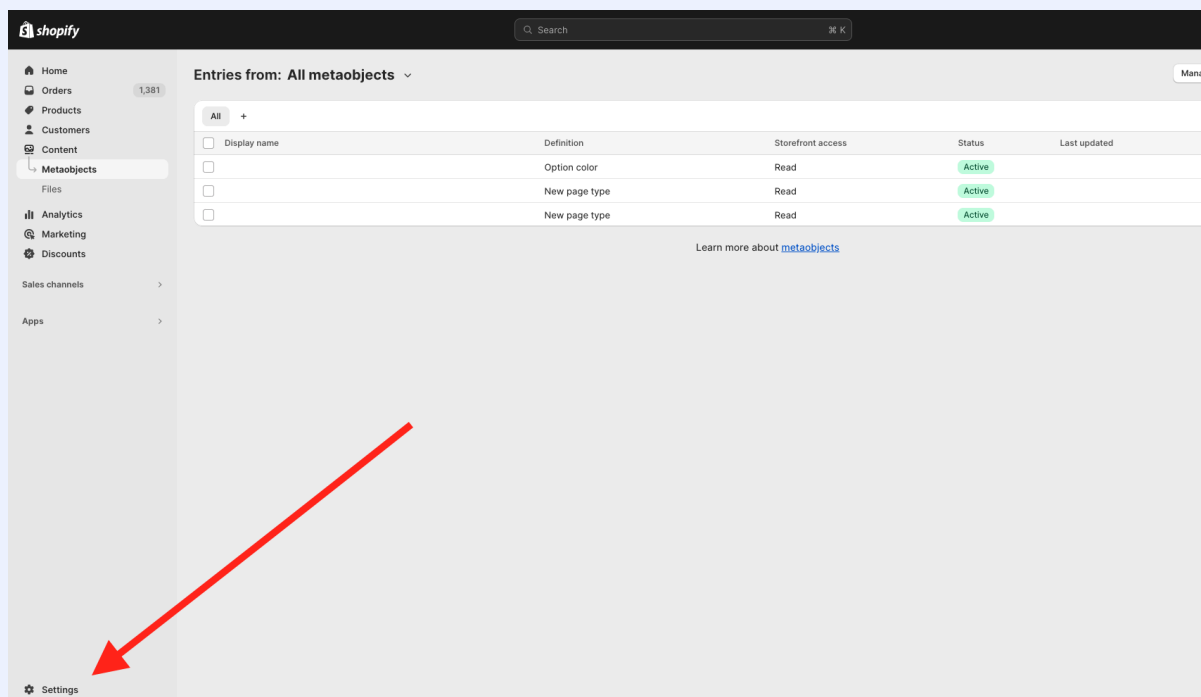 shopify
Search ⌘ K
Home
Orders 1,381
Products
Customers
Content
Metaobjects
Files
Analytics
Marketing
Discounts
Sales channels
Apps
Settings
Entries from: All metaobjects
Mana
All +
Display name Definition Storefront access Status Last updated
Option color Read Active
New page type Read Active
New page type Read Active
Learn more about metaobjects